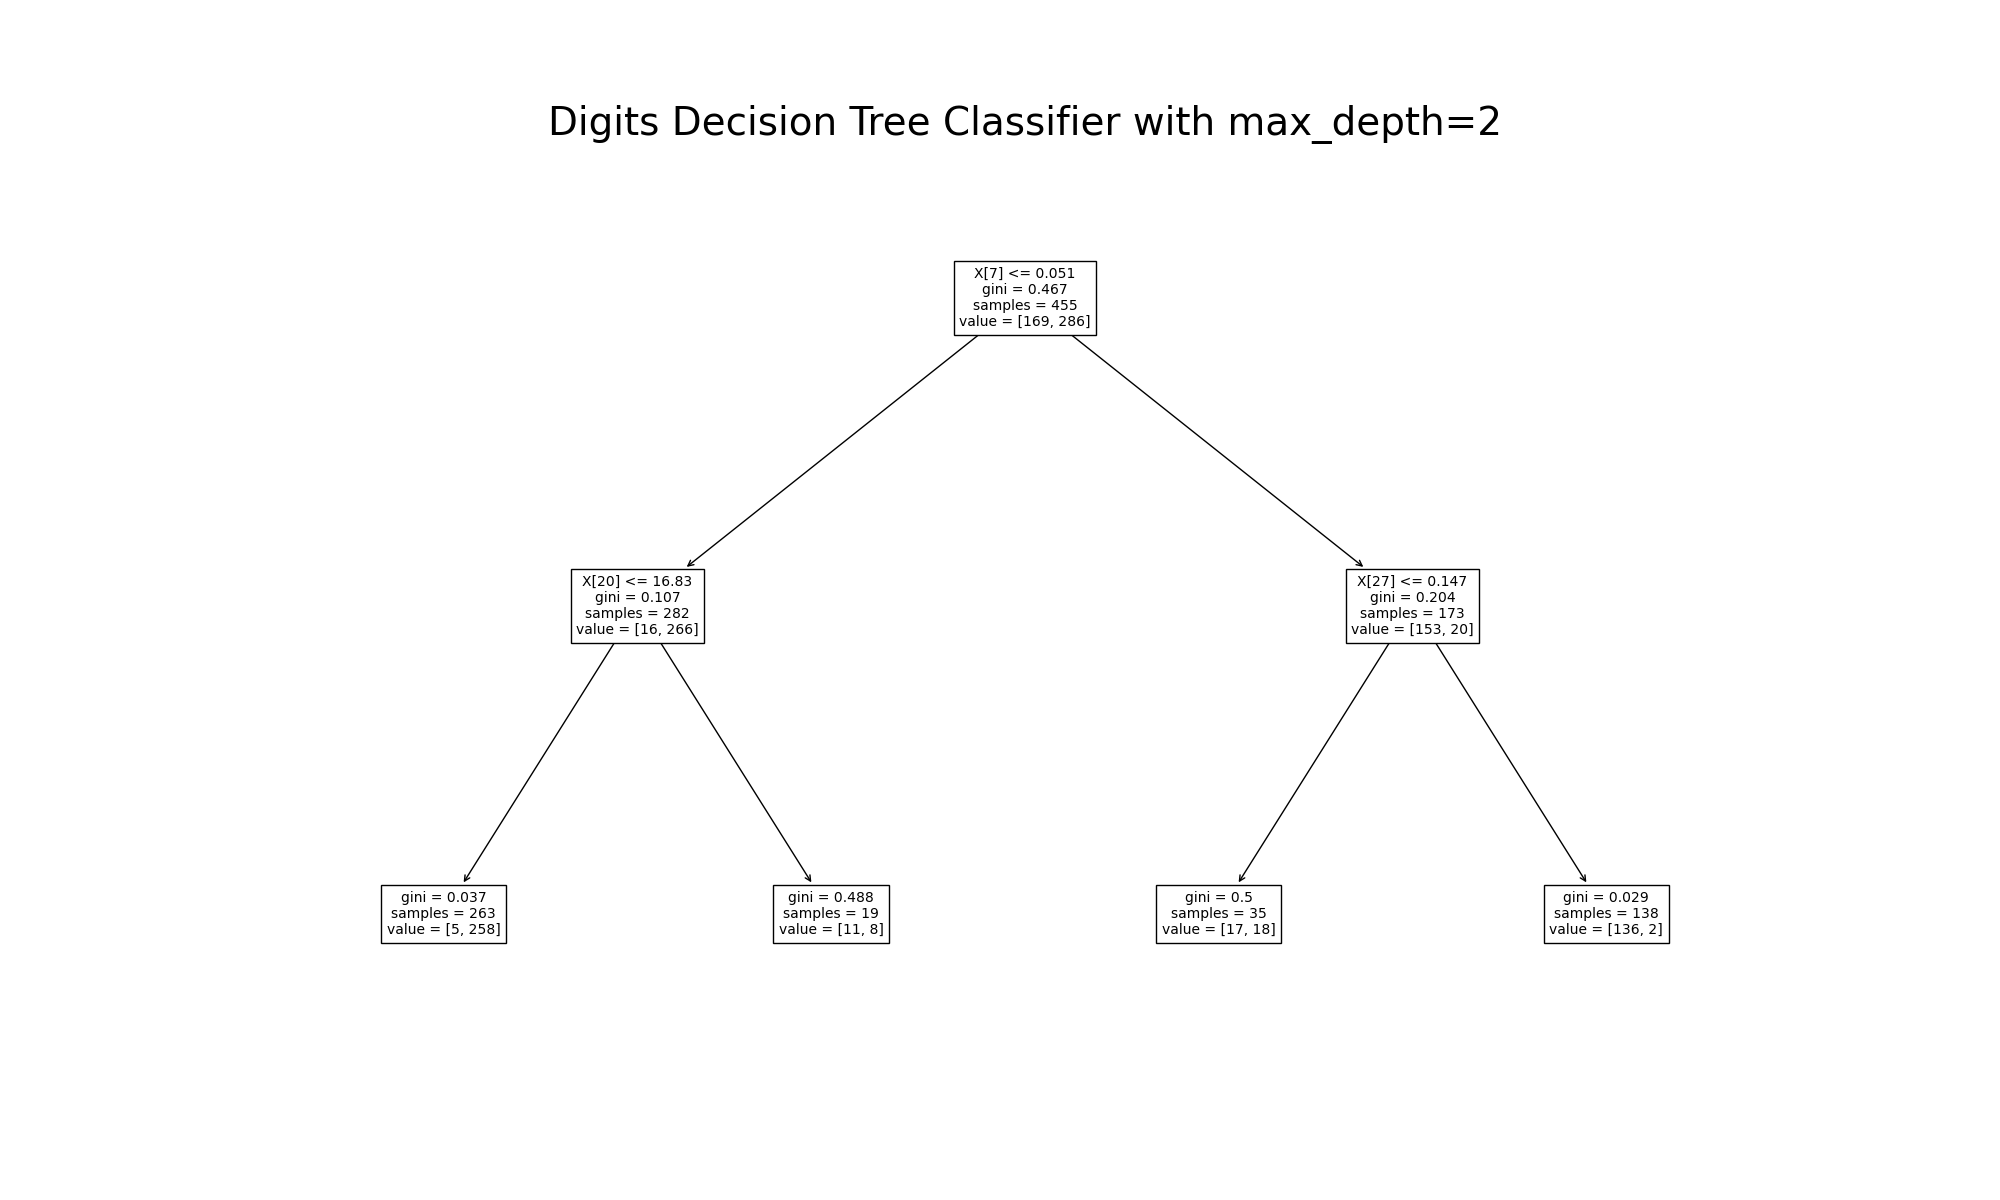 Digits Decision Tree Classifier with max_depth=2
X[7] <= 0.051
gini = 0.467
samples = 455
value = [169, 286]
X[20] <= 16.83
gini = 0.107
samples = 282
value = [16, 266]
X[27] <= 0.147
gini = 0.204
samples = 173
value = [153, 20]
gini = 0.037
samples = 263
value = [5, 258]
gini = 0.488
samples = 19
value = [11, 8]
gini = 0.5
samples = 35
value = [17, 18]
gini = 0.029
samples = 138
value = [136, 2]